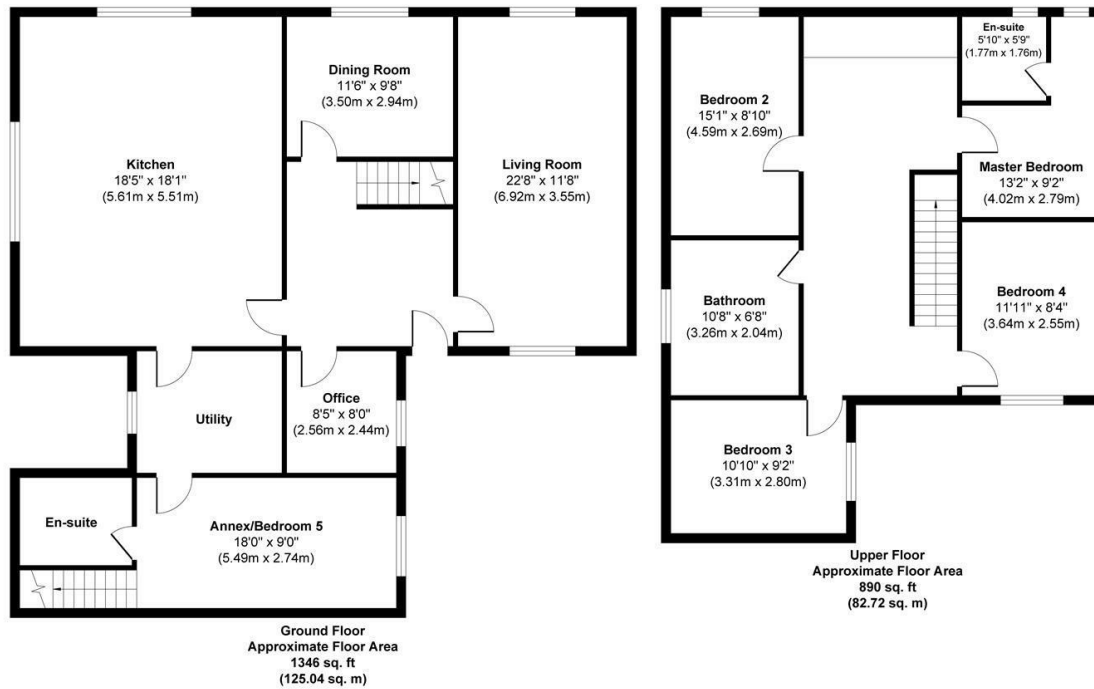 Kitchen
18'5" x 18'1"
(5.61m x 5.51m)
Dining Room
11'6" x 9'8"
(3.50m x 2.94m)
Living Room
22'8" x 11'8"
(6.92m x 3.55m)
Utility
Office
8'5" x 8'0"
(2.56m x 2.44m)
En-suite
Annex/Bedroom 5
18'0" x 9'0"
(5.49m x 2.74m)
Ground Floor
Approximate Floor Area
1346 sq. ft
(125.04 sq. m)
Bedroom 2
15'1" x 8'10"
(4.59m x 2.69m)
En-suite
5'10" x 5'9"
(1.77m x 1.76m)
Master Bedroom
13'2" x 9'2"
(4.02m x 2.79m)
Bathroom
10'8" x 6'8"
(3.26m x 2.04m)
Bedroom 4
11'11" x 8'4"
(3.64m x 2.55m)
Bedroom 3
10'10" x 9'2"
(3.31m x 2.80m)
Upper Floor
Approximate Floor Area
890 sq. ft
(82.72 sq. m)